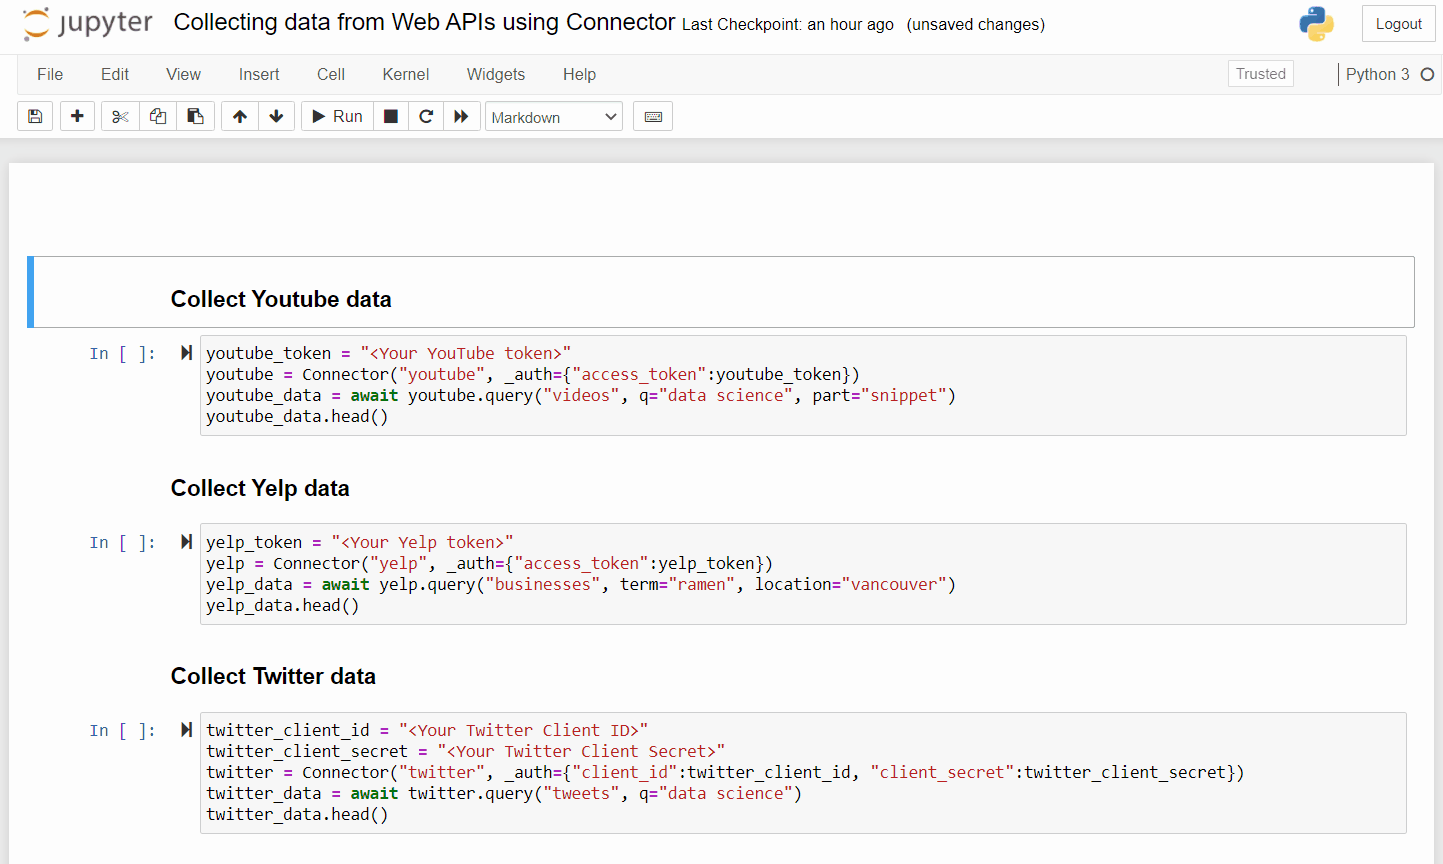 jupyter Collecting data from Web APIs using Connector Last Checkpoint: an hour ago (unsaved changes) Logout
File Edit View Insert Cell Kernel Widgets Help Trusted Python 3
Run Markdown
Collect Youtube data
In [ ]: youtube_token = "<Your YouTube token>"
youtube = Connector("youtube", _auth={"access_token":youtube_token})
youtube_data = await youtube.query("videos", q="data science", part="snippet")
youtube_data.head()
Collect Yelp data
In [ ]: yelp_token = "<Your Yelp token>"
yelp = Connector("yelp", _auth={"access_token":yelp_token})
yelp_data = await yelp.query("businesses", term="ramen", location="vancouver")
yelp_data.head()
Collect Twitter data
In [ ]: twitter_client_id = "<Your Twitter Client ID>"
twitter_client_secret = "<Your Twitter Client Secret>"
twitter = Connector("twitter", _auth={"client_id":twitter_client_id, "client_secret":twitter_client_secret})
twitter_data = await twitter.query("tweets", q="data science")
twitter_data.head()